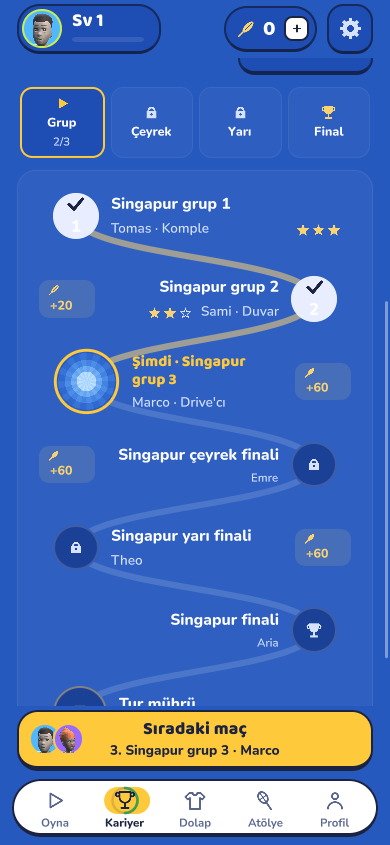 Sv 1
0 +
Grup
2/3
Çeyrek
Yarı
Final
1
Singapur grup 1
Tomas · Komple
+20
Singapur grup 2
Sami · Duvar
2
Şimdi · Singapur
grup 3
Marco · Drive'cı
+60
+60
Singapur çeyrek finali
Emre
Singapur yarı finali
Theo
+60
Singapur finali
Aria
Tur mührü
Sıradaki maç
3. Singapur grup 3 · Marco
Oyna
Kariyer
Dolap
Atölye
Profil